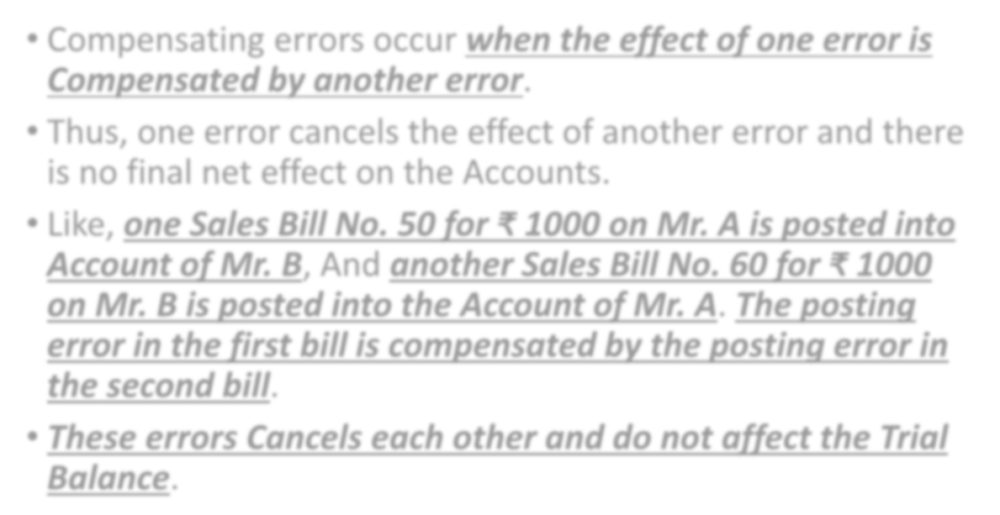 • Compensating errors occur when the effect of one error is
Compensated by another error.
• Thus, one error cancels the effect of another error and there
is no final net effect on the Accounts.
• Like, one Sales Bill No. 50 for ₹ 1000 on Mr. A is posted into
Account of Mr. B, And another Sales Bill No. 60 for ₹ 1000
on Mr. B is posted into the Account of Mr. A. The posting
error in the first bill is compensated by the posting error in
the second bill.
• These errors Cancels each other and do not affect the Trial
Balance.